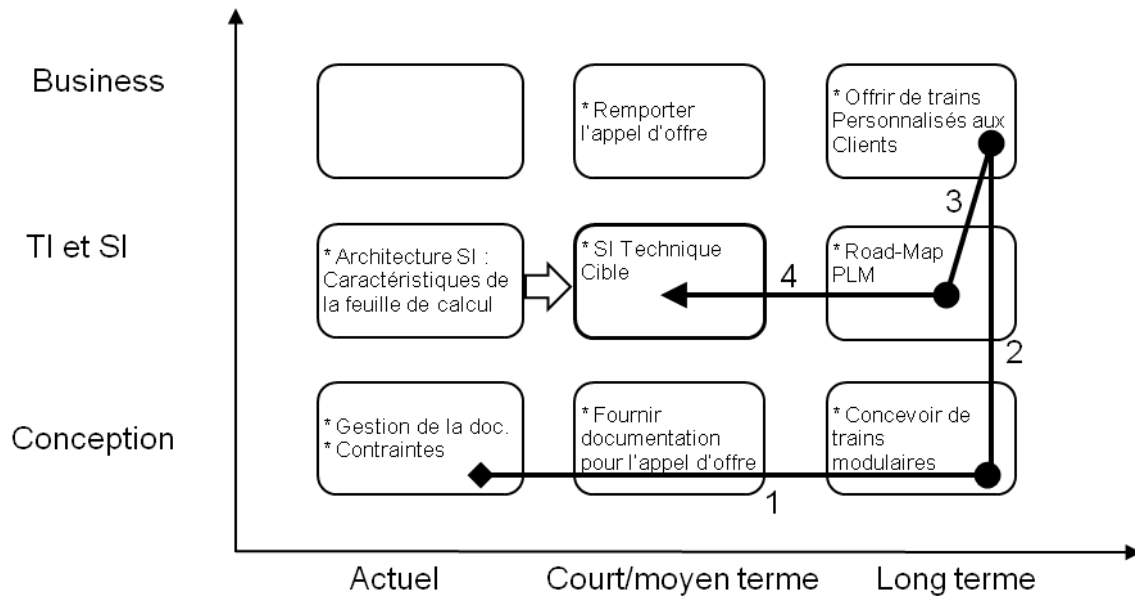 Business
* Remporter
l'appel d'offre
* Offrir de trains
Personnalisés aux
Clients
3
TI et SI
* Architecture SI :
Caractéristiques de
la feuille de calcul
* SI Technique
Cible
4
* Road-Map
PLM
2
Conception
* Gestion de la doc.
* Contraintes
* Fournir
documentation
pour l'appel d'offre
* Concevoir de
trains
modulaires
1
Actuel
Court/moyen terme
Long terme